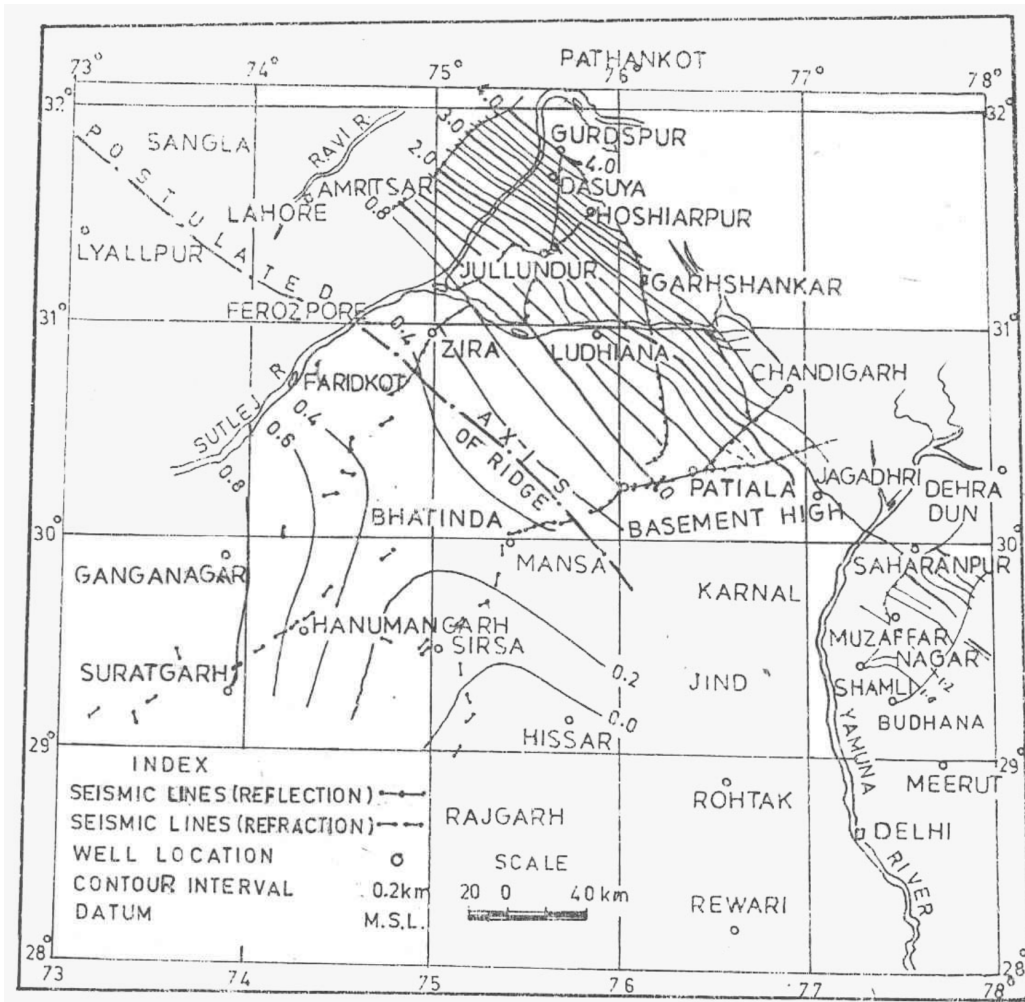 PATHANKOT
73° 74° 75° 76° 77° 78°
32° 32°
4.0
3.0
2.0
GURDSPUR
4.0
SANGLA
RAVI R.
POSTULATED
AMRITSAR
0.8
DASUYA
LAHORE
HOSHIARPUR
LYALLPUR
JULLUNDUR
GARHSHANKAR
FEROZPORE
31° 31°
0.4
ZIRA
LUDHIANA
CHANDIGARH
SUTLEJ R
FARIDKOT
0.4
0.6
0.8
AXIS
OF RIDGE
1.0
PATIALA
JAGADHRI
DEHRA
DUN
BHATINDA
BASEMENT HIGH
30° 30°
MANSA
SAHARANPUR
GANGANAGAR
KARNAL
HANUMANGARH
MUZAFFAR
NAGAR
SIRSA
SURATGARH
0.2
JIND
SHAMLI
1.2
0.0
BUDHANA
HISSAR
29° 29°
YAMUNA
RIVER
MEERUT
INDEX
SEISMIC LINES (REFLECTION)
SEISMIC LINES (REFRACTION)
WELL LOCATION
CONTOUR INTERVAL 0.2km
DATUM M.S.L.
RAJGARH
ROHTAK
DELHI
SCALE
20 0 40 km
REWARI
28° 28°
73 74 75 76 77 78°